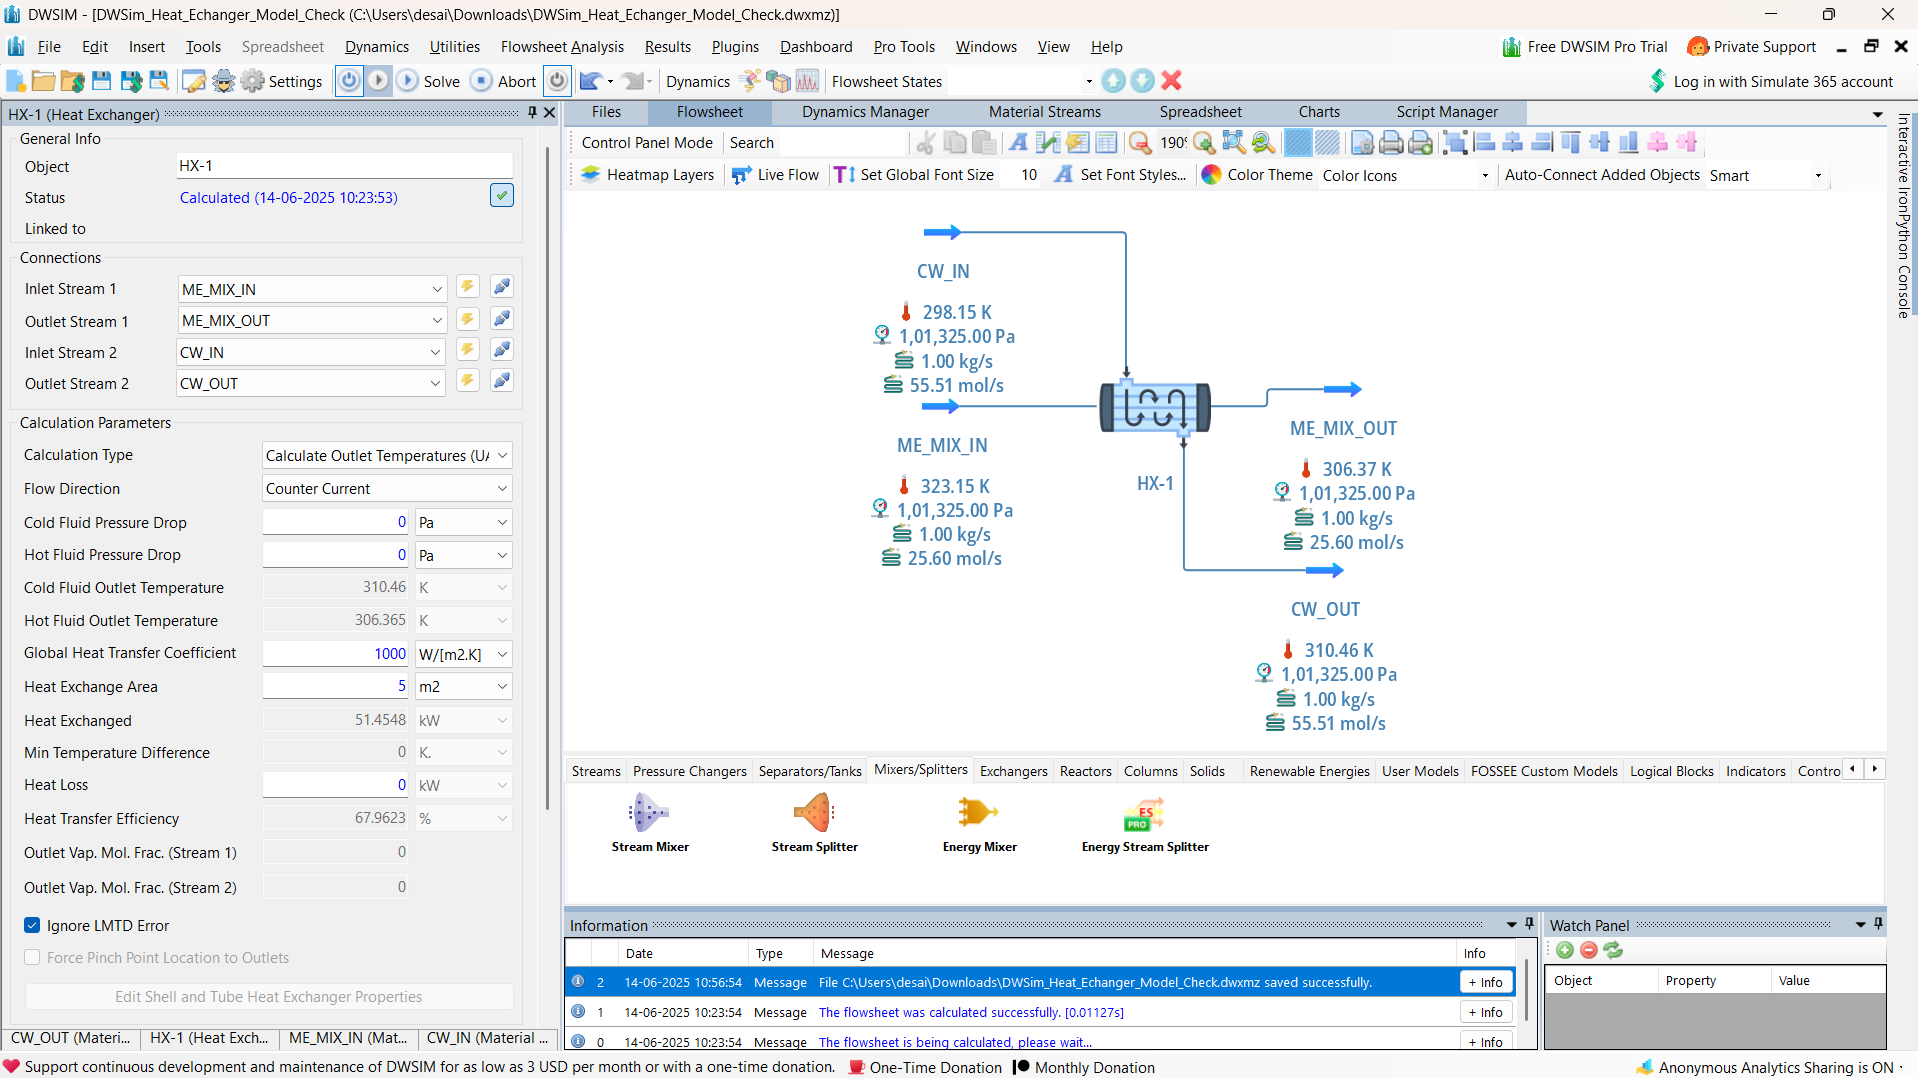 DWSIM - [DWSim_Heat_Echanger_Model_Check (C:\Users\desai\Downloads\DWSim_Heat_Echanger_Model_Check.dwxmz)]
File Edit Insert Tools Spreadsheet Dynamics Utilities Flowsheet Analysis Results Plugins Dashboard Pro Tools Windows View Help Free DWSIM Pro Trial Private Support
Settings Solve Abort Dynamics Flowsheet States Log in with Simulate 365 account
HX-1 (Heat Exchanger)
General Info
Object HX-1
Status Calculated (14-06-2025 10:23:53)
Linked to
Connections
Inlet Stream 1 ME_MIX_IN
Outlet Stream 1 ME_MIX_OUT
Inlet Stream 2 CW_IN
Outlet Stream 2 CW_OUT
Calculation Parameters
Calculation Type Calculate Outlet Temperatures (UA
Flow Direction Counter Current
Cold Fluid Pressure Drop 0 Pa
Hot Fluid Pressure Drop 0 Pa
Cold Fluid Outlet Temperature 310.46 K
Hot Fluid Outlet Temperature 306.365 K
Global Heat Transfer Coefficient 1000 W/[m2.K]
Heat Exchange Area 5 m2
Heat Exchanged 51.4548 kW
Min Temperature Difference 0 K.
Heat Loss 0 kW
Heat Transfer Efficiency 67.9623 %
Outlet Vap. Mol. Frac. (Stream 1) 0
Outlet Vap. Mol. Frac. (Stream 2) 0
Ignore LMTD Error
Force Pinch Point Location to Outlets
Edit Shell and Tube Heat Exchanger Properties
CW_OUT (Materi... HX-1 (Heat Exch... ME_MIX_IN (Mat... CW_IN (Material ...
Files Flowsheet Dynamics Manager Material Streams Spreadsheet Charts Script Manager
Control Panel Mode Search 190%
Heatmap Layers Live Flow Set Global Font Size 10 Set Font Styles... Color Theme Color Icons Auto-Connect Added Objects Smart
Interactive IronPython Console
CW_IN
298.15 K
1,01,325.00 Pa
1.00 kg/s
55.51 mol/s
ME_MIX_IN
323.15 K
1,01,325.00 Pa
1.00 kg/s
25.60 mol/s
HX-1
ME_MIX_OUT
306.37 K
1,01,325.00 Pa
1.00 kg/s
25.60 mol/s
CW_OUT
310.46 K
1,01,325.00 Pa
1.00 kg/s
55.51 mol/s
Streams Pressure Changers Separators/Tanks Mixers/Splitters Exchangers Reactors Columns Solids Renewable Energies User Models FOSSEE Custom Models Logical Blocks Indicators Contro
ES PRO
Stream Mixer Stream Splitter Energy Mixer Energy Stream Splitter
Information
Date Type Message Info
2 14-06-2025 10:56:54 Message File C:\Users\desai\Downloads\DWSim_Heat_Echanger_Model_Check.dwxmz saved successfully. + Info
1 14-06-2025 10:23:54 Message The flowsheet was calculated successfully. [0.01127s] + Info
0 14-06-2025 10:23:54 Message The flowsheet is being calculated, please wait... + Info
Watch Panel
Object Property Value
Support continuous development and maintenance of DWSIM for as low as 3 USD per month or with a one-time donation. One-Time Donation Monthly Donation Anonymous Analytics Sharing is ON